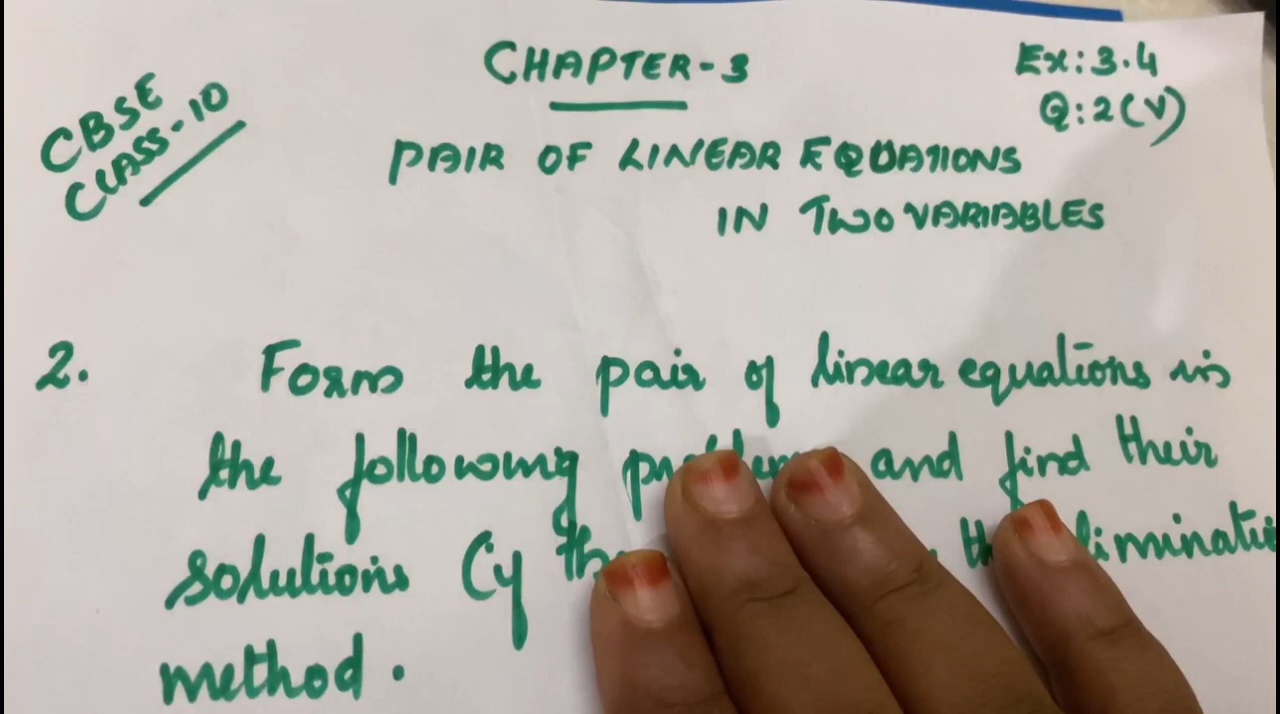 CBSE
CLASS-10
CHAPTER-3
Ex: 3.4
Q: 2(V)
PAIR OF LINEAR EQUATIONS
IN TWO VARIABLES
2. Form the pair of linear equations in
the following and find their
solutions
method.